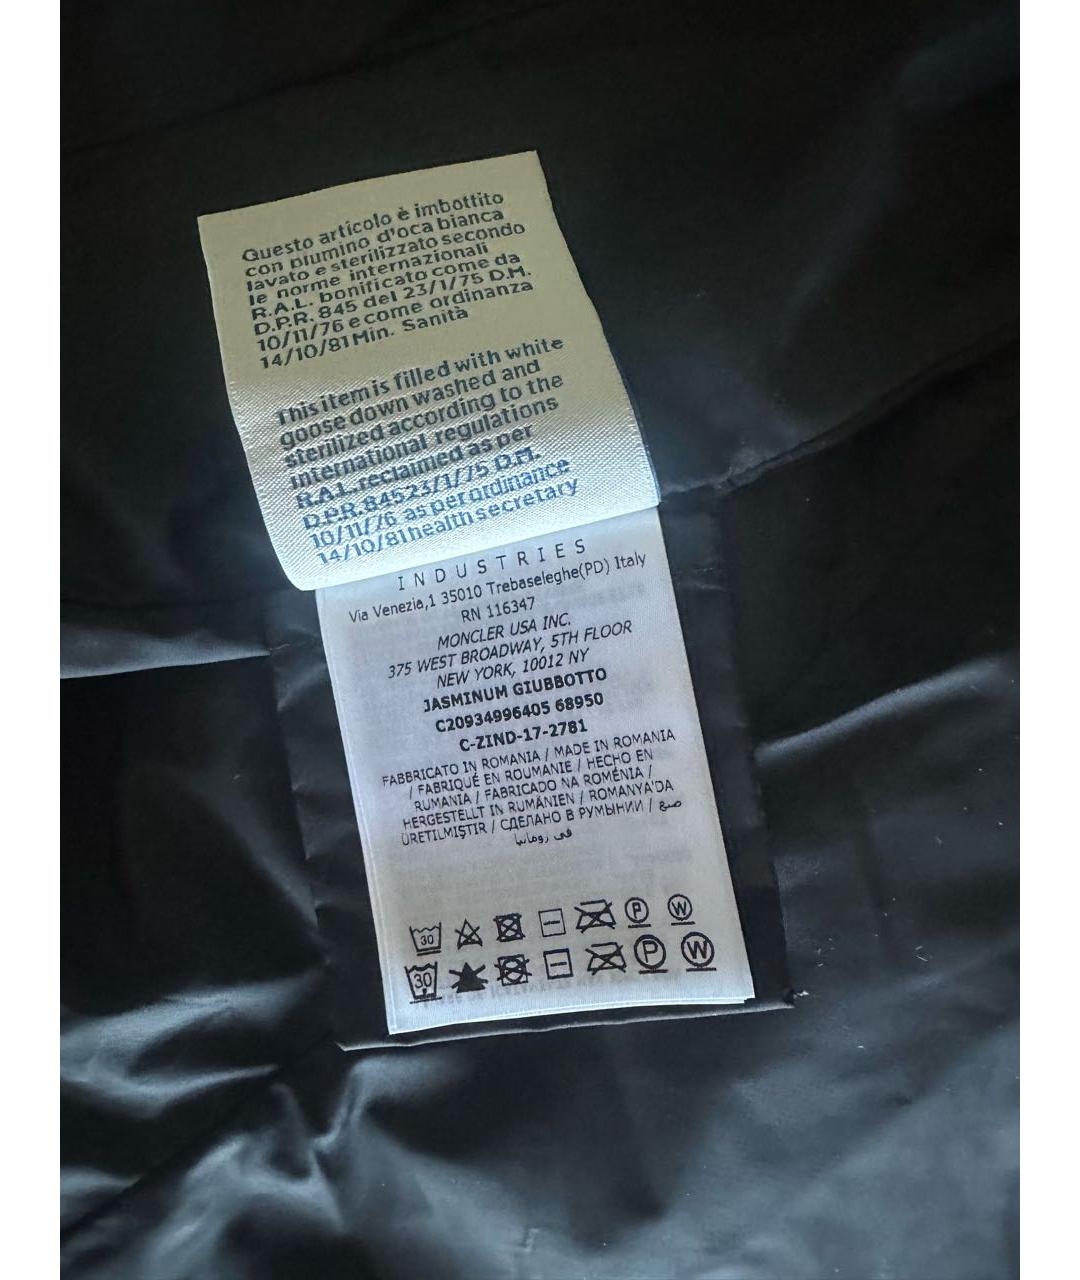 Questo articolo è imbottito
con piumino d'oca bianca
lavato e sterilizzato secondo
le norme internazionali
R.A.L. bonificato come da
D.P.R. 845 del 23/1/75 D.M.
10/11/76 e come ordinanza
14/10/81 Min. Sanità
This item is filled with white
goose down washed and
sterilized according to the
international regulations
R.A.L. reclaimed as per
D.P.R. 845 23/1/75 D.M.
10/11/76 as per ordinance
14/10/81 health secretary
INDUSTRIES
Via Venezia,1 35010 Trebaseleghe(PD) Italy
RN 116347
MONCLER USA INC.
375 WEST BROADWAY, 5TH FLOOR
NEW YORK, 10012 NY
JASMINUM GIUBBOTTO
C20934996405 68950
C-ZIND-17-2781
FABBRICATO IN ROMANIA / MADE IN ROMANIA
/ FABRIQUÉ EN ROUMANIE / HECHO EN
RUMANIA / FABRICADO NA ROMÉNIA /
HERGESTELLT IN RUMÄNIEN / ROMANYA'DA
ÜRETILMIŞTIR / СДЕЛАНО В РУМЫНИИ / صنع
في رومانيا
30 P W
30 P W